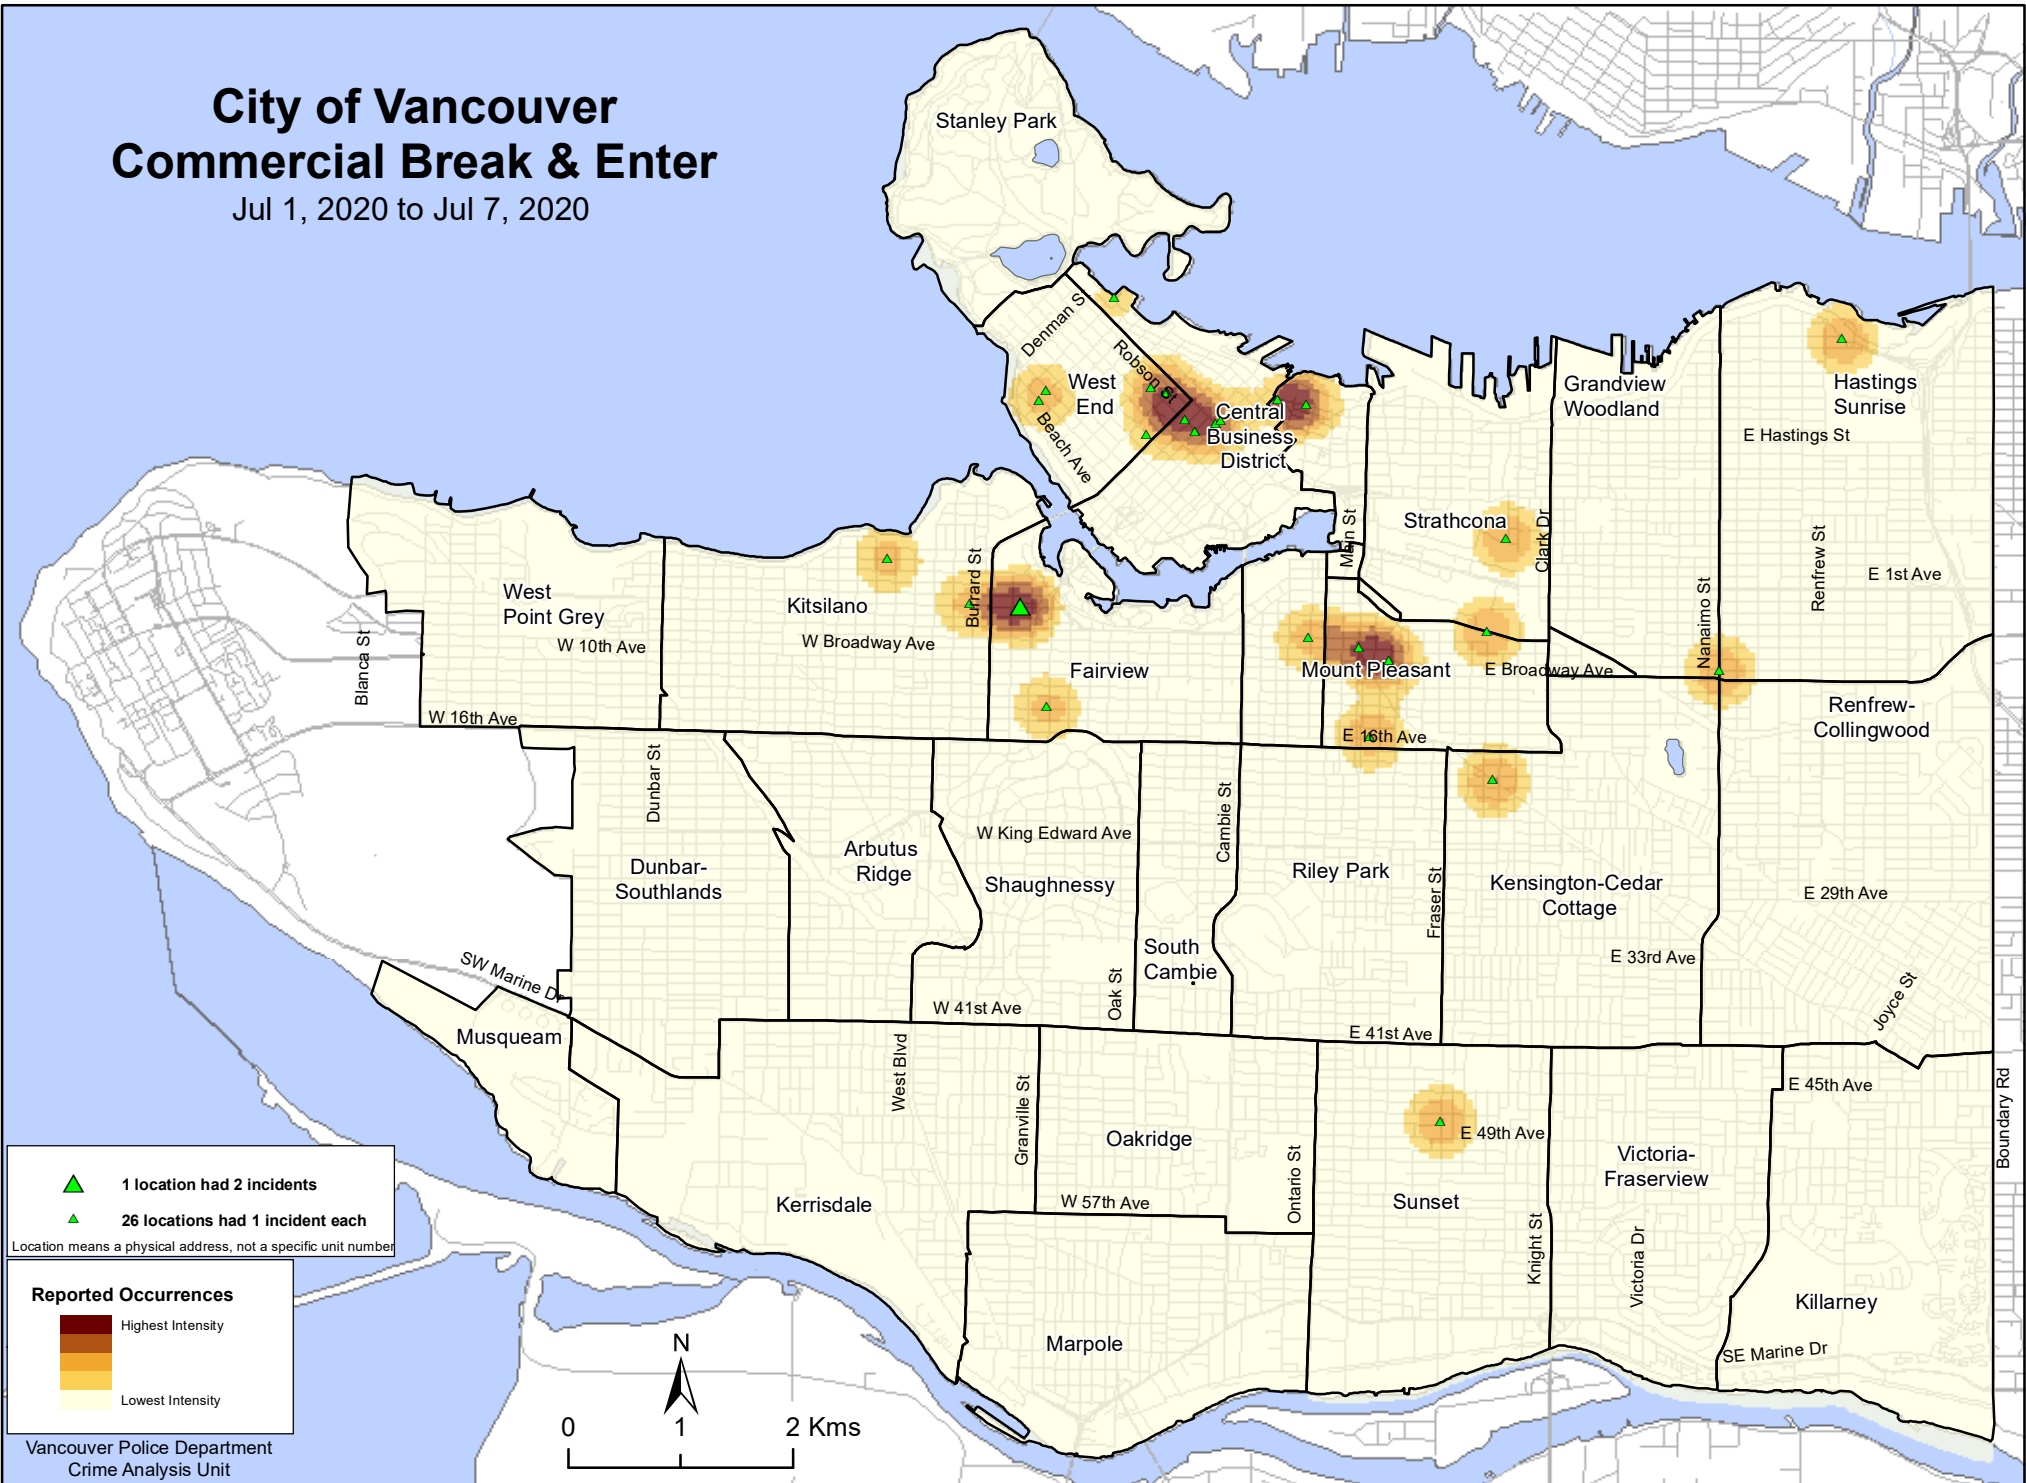 City of Vancouver
Commercial Break & Enter
Jul 1, 2020 to Jul 7, 2020
Stanley Park
Denman St
Robson St
West
End
Beach Ave
Central
Business
District
Grandview
Woodland
Hastings
Sunrise
E Hastings St
Strathcona
Main St
Clark Dr
Nanaimo St
Renfrew St
E 1st Ave
West
Point Grey
W 10th Ave
Blanca St
Kitsilano
Burrard St
W Broadway Ave
Fairview
Mount Pleasant
E Broadway Ave
Renfrew-
Collingwood
W 16th Ave
E 16th Ave
Dunbar St
Dunbar-
Southlands
Arbutus
Ridge
W King Edward Ave
Shaughnessy
Cambie St
South
Cambie
Oak St
Riley Park
Fraser St
Kensington-Cedar
Cottage
E 29th Ave
E 33rd Ave
Joyce St
SW Marine Dr
Musqueam
W 41st Ave
E 41st Ave
West Blvd
Granville St
Oakridge
Ontario St
E 49th Ave
E 45th Ave
Boundary Rd
Victoria-
Fraserview
Kerrisdale
W 57th Ave
Sunset
Knight St
Victoria Dr
Killarney
Marpole
SE Marine Dr
1 location had 2 incidents
26 locations had 1 incident each
Location means a physical address, not a specific unit number
Reported Occurrences
Highest Intensity
Lowest Intensity
Vancouver Police Department
Crime Analysis Unit
N
0 1 2 Kms